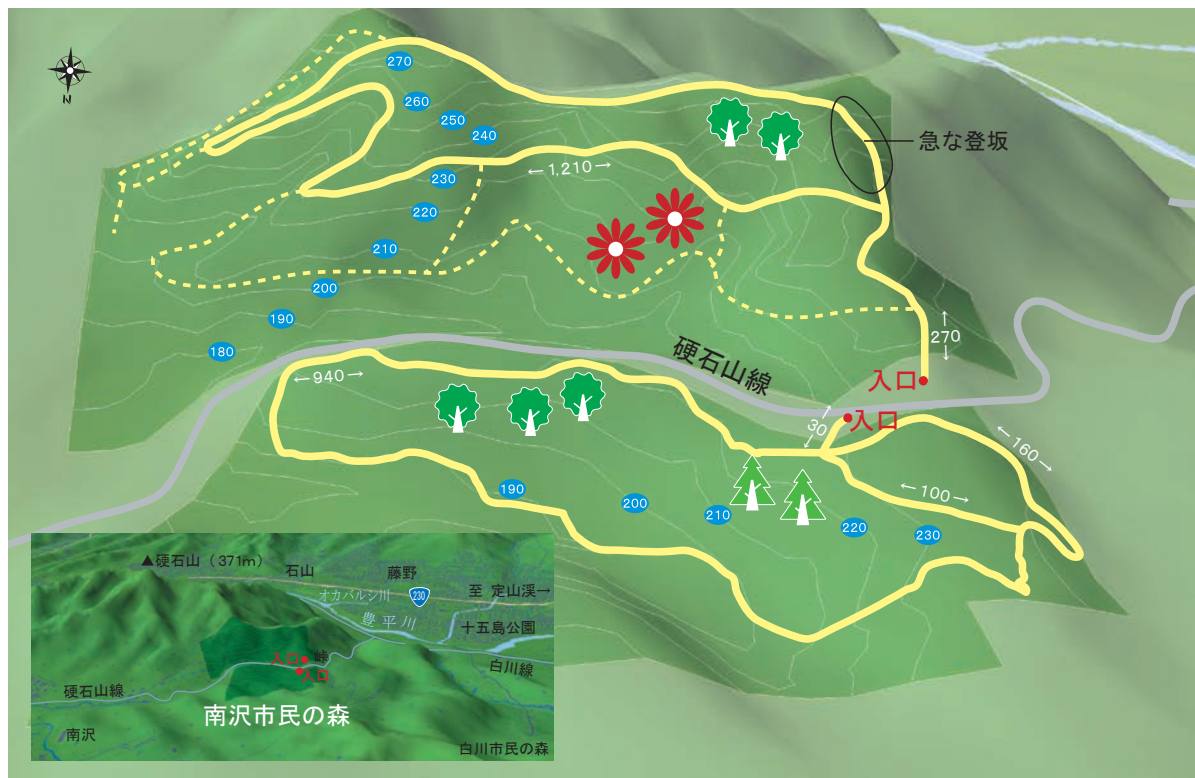 N
270
260
250
240
230
220
210
200
190
180
←1,210→
急な登坂
←270→
硬石山線
入口
入口
←30→
←940→
←160→
←100→
190
200
210
220
230
▲硬石山（371m）
石山
藤野
オカバルシ川
230
至 定山渓→
豊平川
十五島公園
入口
峠
入口
白川線
硬石山線
南沢市民の森
南沢
白川市民の森